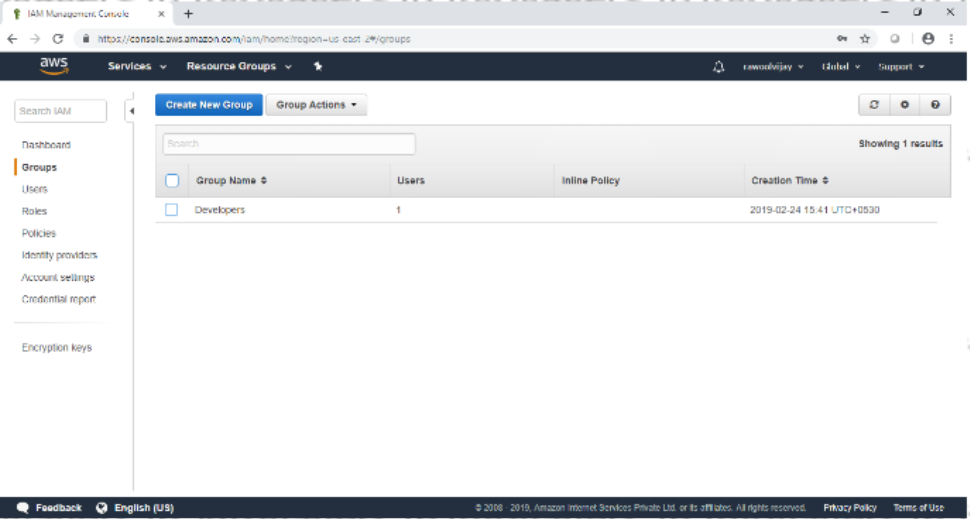 IAM Management Console
https://console.aws.amazon.com/iam/home?region=us-east-2#/groups
aws Services Resource Groups rawoolvijay Global Support
Search IAM
Create New Group Group Actions
Search Showing 1 results
Dashboard
Groups
Users
Roles
Policies
Identity providers
Account settings
Credential report
Encryption keys
Group Name Users Inline Policy Creation Time
Developers 1 2019-02-24 15:41 UTC+0530
Feedback English (US) © 2008 - 2019, Amazon Internet Services Private Ltd. or its affiliates. All rights reserved. Privacy Policy Terms of Use